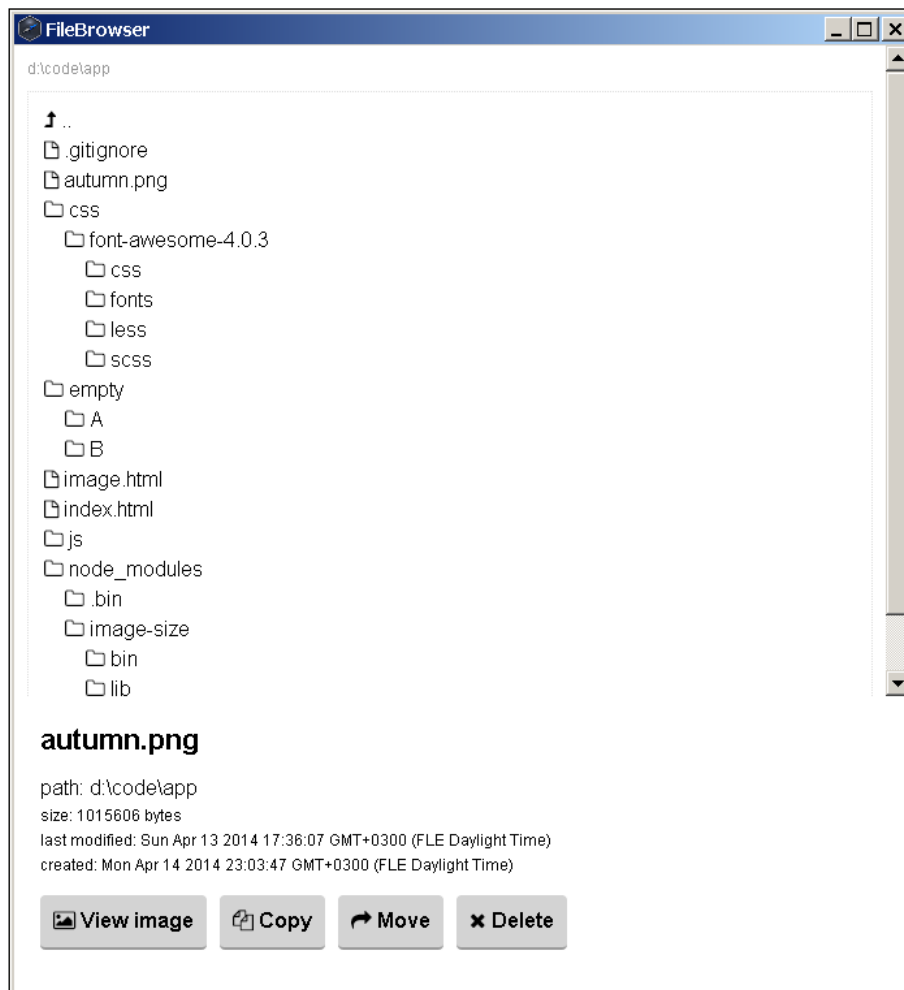 FileBrowser
d:\code\app
..
.gitignore
autumn.png
css
font-awesome-4.0.3
css
fonts
less
scss
empty
A
B
image.html
index.html
js
node_modules
.bin
image-size
bin
lib
autumn.png
path: d:\code\app
size: 1015606 bytes
last modified: Sun Apr 13 2014 17:36:07 GMT+0300 (FLE Daylight Time)
created: Mon Apr 14 2014 23:03:47 GMT+0300 (FLE Daylight Time)
View image Copy Move Delete